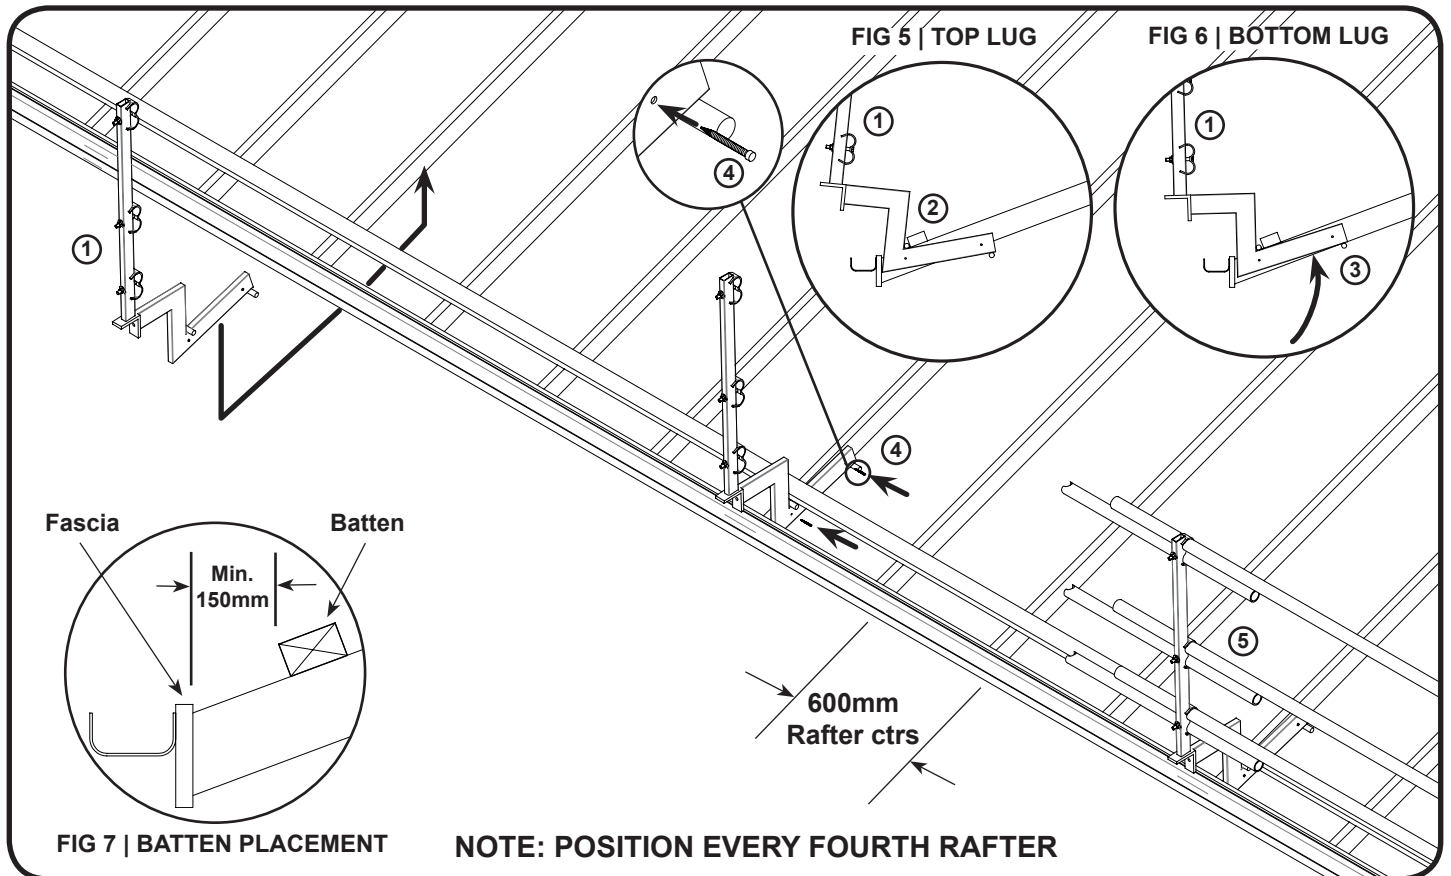 FIG 5 | TOP LUG
FIG 6 | BOTTOM LUG
1
1
4
2
3
1
4
Fascia
Batten
Min.
150mm
5
600mm
Rafter ctrs
FIG 7 | BATTEN PLACEMENT
NOTE: POSITION EVERY FOURTH RAFTER